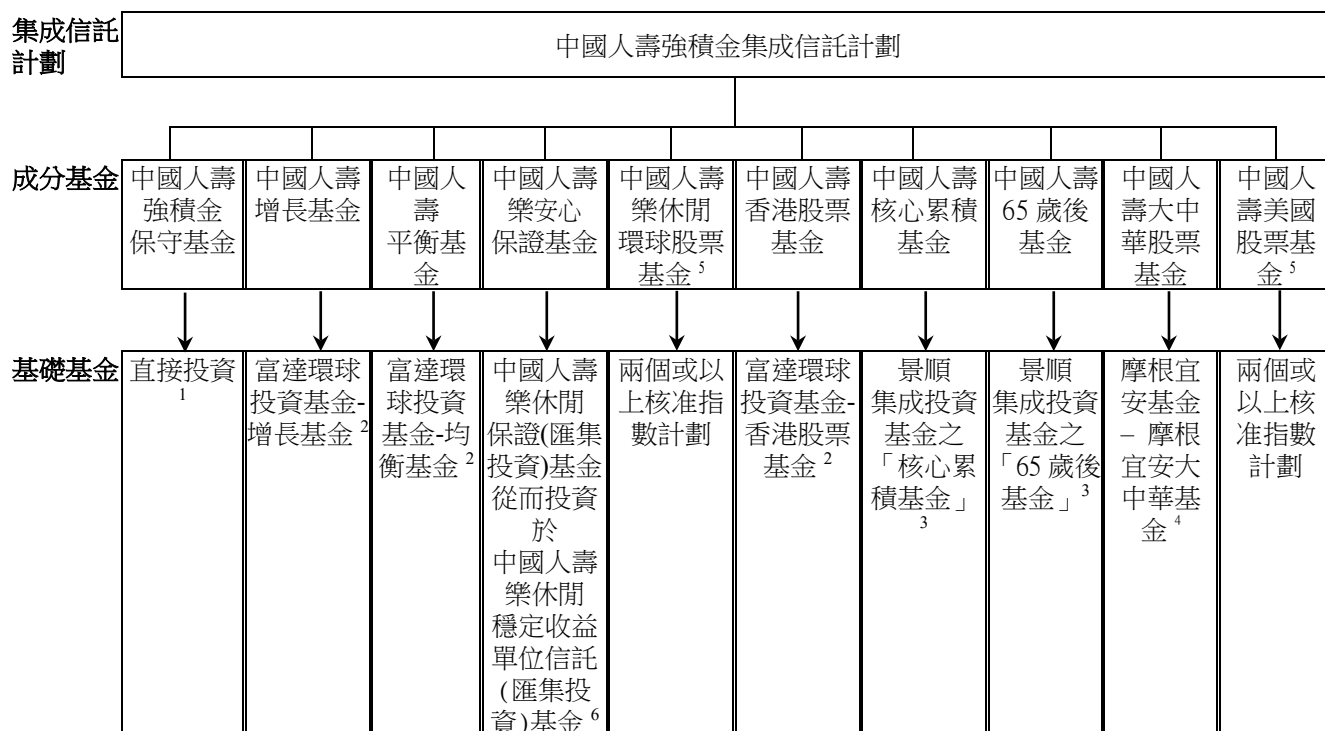 集成信託
計劃
中國人壽強積金集成信託計劃
成分基金
中國人壽
強積金
保守基金
中國人壽
增長基金
中國人
壽
平衡基
金
中國人壽
樂安心
保證基金
中國人壽
樂休閒
環球股票
基金 5
中國人壽
香港股票
基金
中國人壽
核心累積
基金
中國人壽
65 歲後
基金
中國人
壽大中
華股票
基金
中國人
壽美國
股票基
金 5
基礎基金
直接投資
1
富達環球
投資基金-
增長基金 2
富達環
球投資
基金-均
衡基金 2
中國人壽
樂休閒
保證(匯集
投資)基金
從而投資
於
中國人壽
樂休閒
穩定收益
單位信託
(匯集投
資)基金 6
兩個或以
上核准指
數計劃
富達環球
投資基金-
香港股票
基金 2
景順
集成投資
基金之
「核心累
積基金」
3
景順
集成投資
基金之
「65 歲後
基金」3
摩根宜
安基金
– 摩根
宜安大
中華基
金 4
兩個或
以上核
准指數
計劃